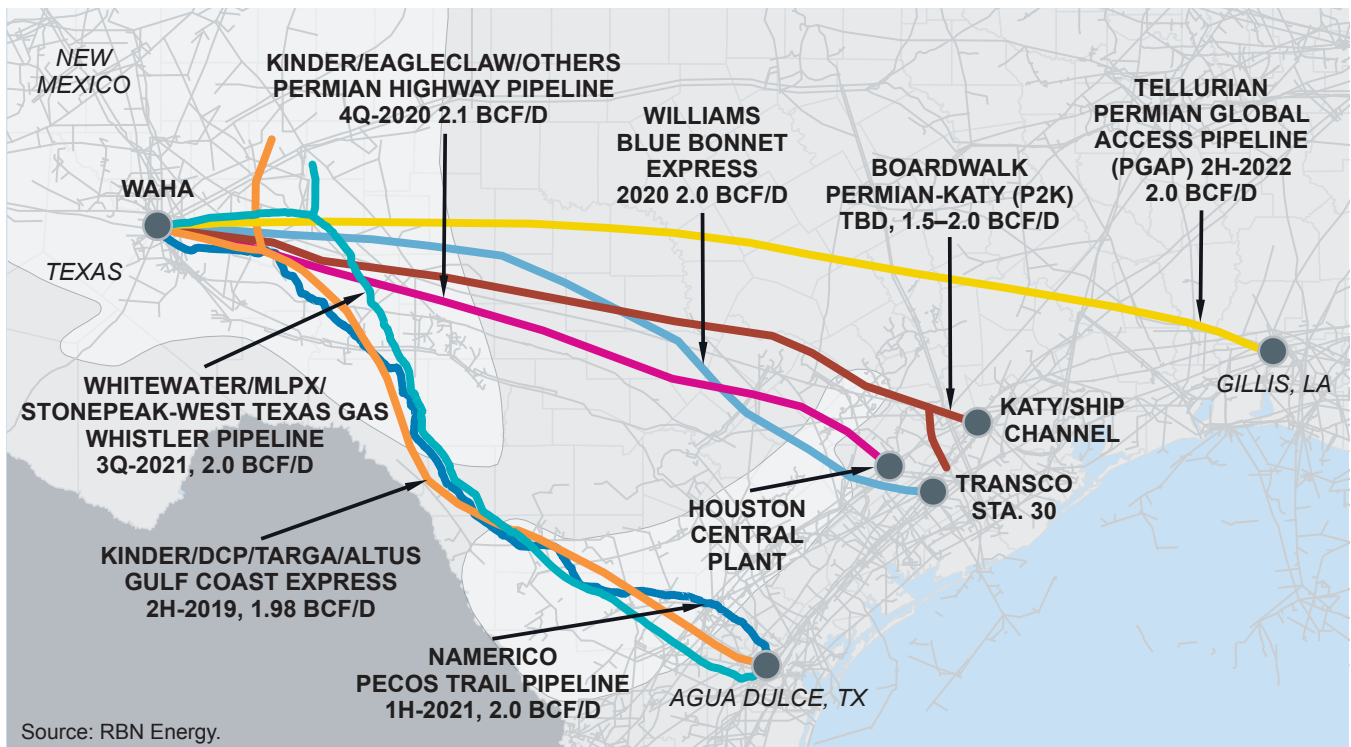 NEW
MEXICO
KINDER/EAGLECLAW/OTHERS
PERMIAN HIGHWAY PIPELINE
4Q-2020 2.1 BCF/D
WILLIAMS
BLUE BONNET
EXPRESS
2020 2.0 BCF/D
BOARDWALK
PERMIAN-KATY (P2K)
TBD, 1.5–2.0 BCF/D
TELLURIAN
PERMIAN GLOBAL
ACCESS PIPELINE
(PGAP) 2H-2022
2.0 BCF/D
WAHA
TEXAS
WHITEWATER/MLPX/
STONEPEAK-WEST TEXAS GAS
WHISTLER PIPELINE
3Q-2021, 2.0 BCF/D
GILLIS, LA
KATY/SHIP
CHANNEL
TRANSCO
STA. 30
HOUSTON
CENTRAL
PLANT
KINDER/DCP/TARGA/ALTUS
GULF COAST EXPRESS
2H-2019, 1.98 BCF/D
NAMERICO
PECOS TRAIL PIPELINE
1H-2021, 2.0 BCF/D
AGUA DULCE, TX
Source: RBN Energy.